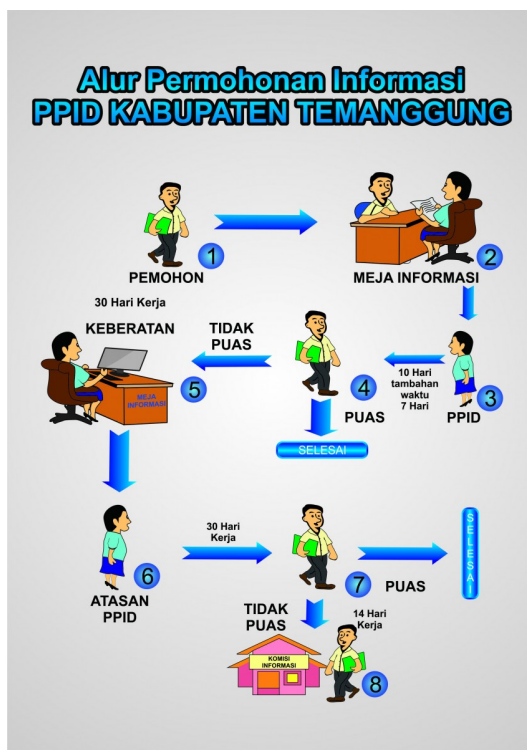 Alur Permohonan Informasi
PPID KABUPATEN TEMANGGUNG
1
PEMOHON
2
MEJA INFORMASI
30 Hari Kerja
KEBERATAN
TIDAK
PUAS
5
MEJA
INFORMASI
4
PUAS
10 Hari
tambahan
waktu
7 Hari
3
PPID
SELESAI
6
ATASAN
PPID
30 Hari
Kerja
7
PUAS
SELESAI
TIDAK
PUAS
14 Hari
Kerja
KOMISI
INFORMASI
8